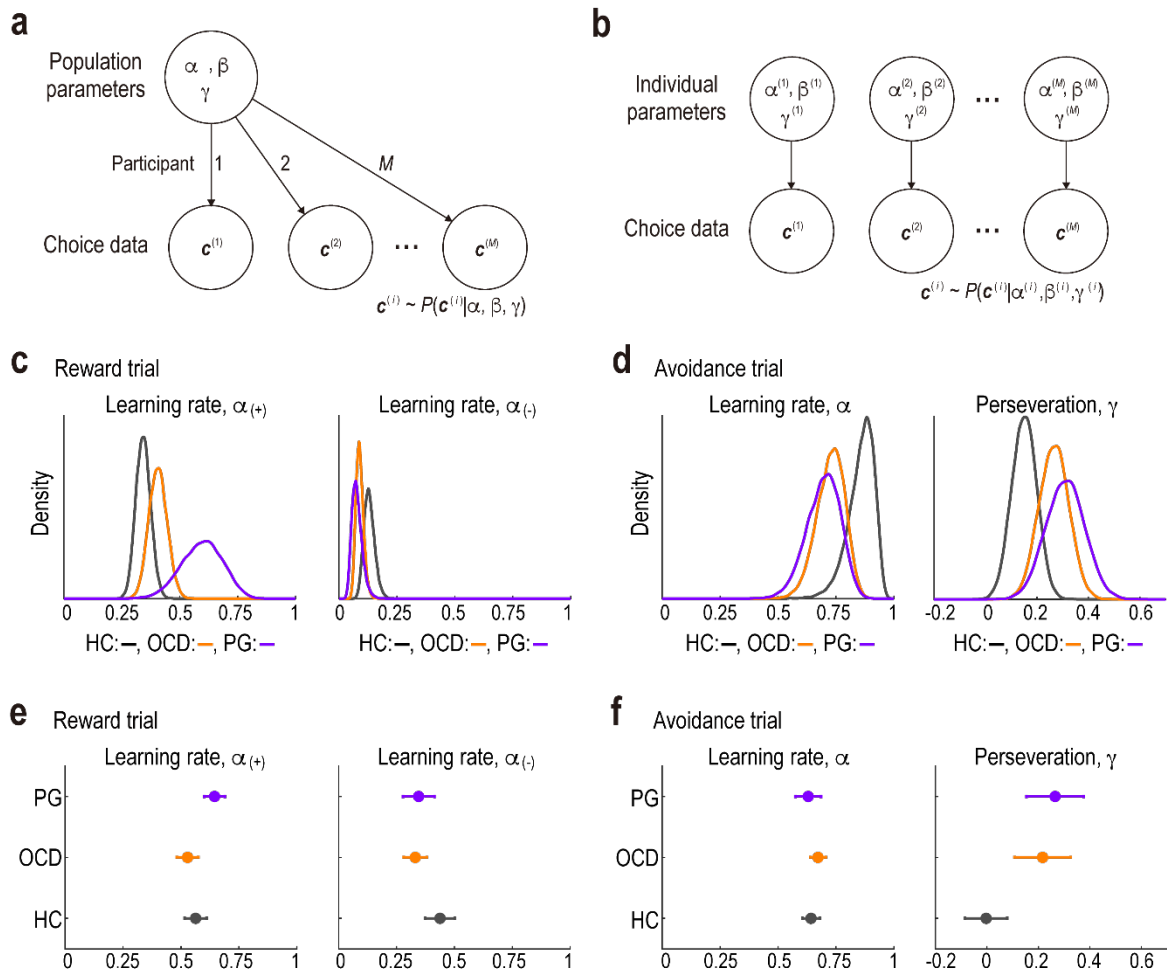 a
Population
parameters
α , β
γ
Participant
1
2
M
Choice data
c(1)
c(2)
...
c(M)
c(i) ~ P(c(i)|α, β, γ)
b
Individual
parameters
α(1), β(1)
γ(1)
α(2), β(2)
γ(2)
...
α(M), β(M)
γ(M)
Choice data
c(1)
c(2)
...
c(M)
c(i) ~ P(c(i)|α(i),β(i),γ(i))
c
Reward trial
Learning rate, α(+)
Learning rate, α(-)
Density
0 0.25 0.5 0.75 1
0 0.25 0.5 0.75 1
HC:, OCD:, PG:
HC:, OCD:, PG:
d
Avoidance trial
Learning rate, α
Perseveration, γ
Density
0 0.25 0.5 0.75 1
-0.2 0 0.2 0.4 0.6
HC:, OCD:, PG:
HC:, OCD:, PG:
e
Reward trial
Learning rate, α(+)
Learning rate, α(-)
PG
OCD
HC
0 0.25 0.5 0.75 1
0 0.25 0.5 0.75 1
f
Avoidance trial
Learning rate, α
Perseveration, γ
PG
OCD
HC
0 0.25 0.5 0.75 1
-0.2 0 0.2 0.4 0.6